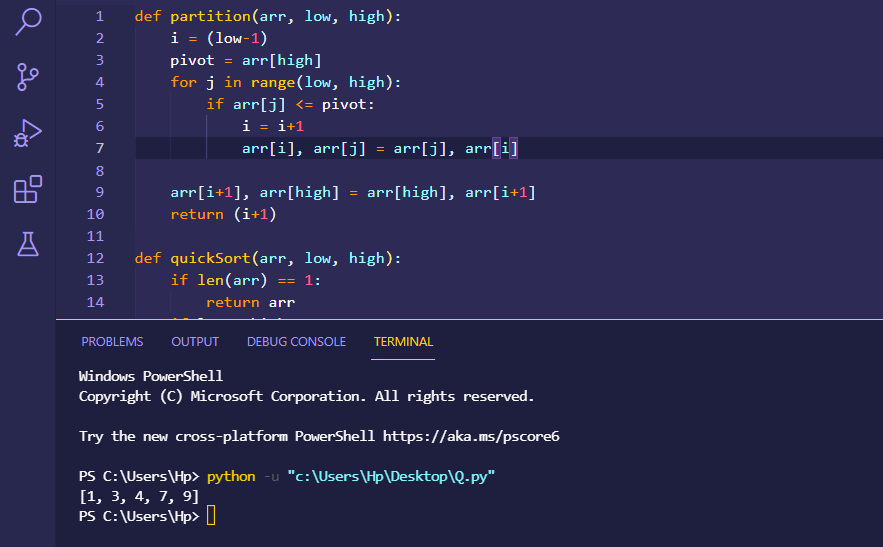 1 def partition(arr, low, high):
2 i = (low-1)
3 pivot = arr[high]
4 for j in range(low, high):
5 if arr[j] <= pivot:
6 i = i+1
7 arr[i], arr[j] = arr[j], arr[i]
8
9 arr[i+1], arr[high] = arr[high], arr[i+1]
10 return (i+1)
11
12 def quickSort(arr, low, high):
13 if len(arr) == 1:
14 return arr
PROBLEMS OUTPUT DEBUG CONSOLE TERMINAL
Windows PowerShell
Copyright (C) Microsoft Corporation. All rights reserved.
Try the new cross-platform PowerShell https://aka.ms/pscore6
PS C:\Users\Hp> python -u "c:\Users\Hp\Desktop\Q.py"
[1, 3, 4, 7, 9]
PS C:\Users\Hp>